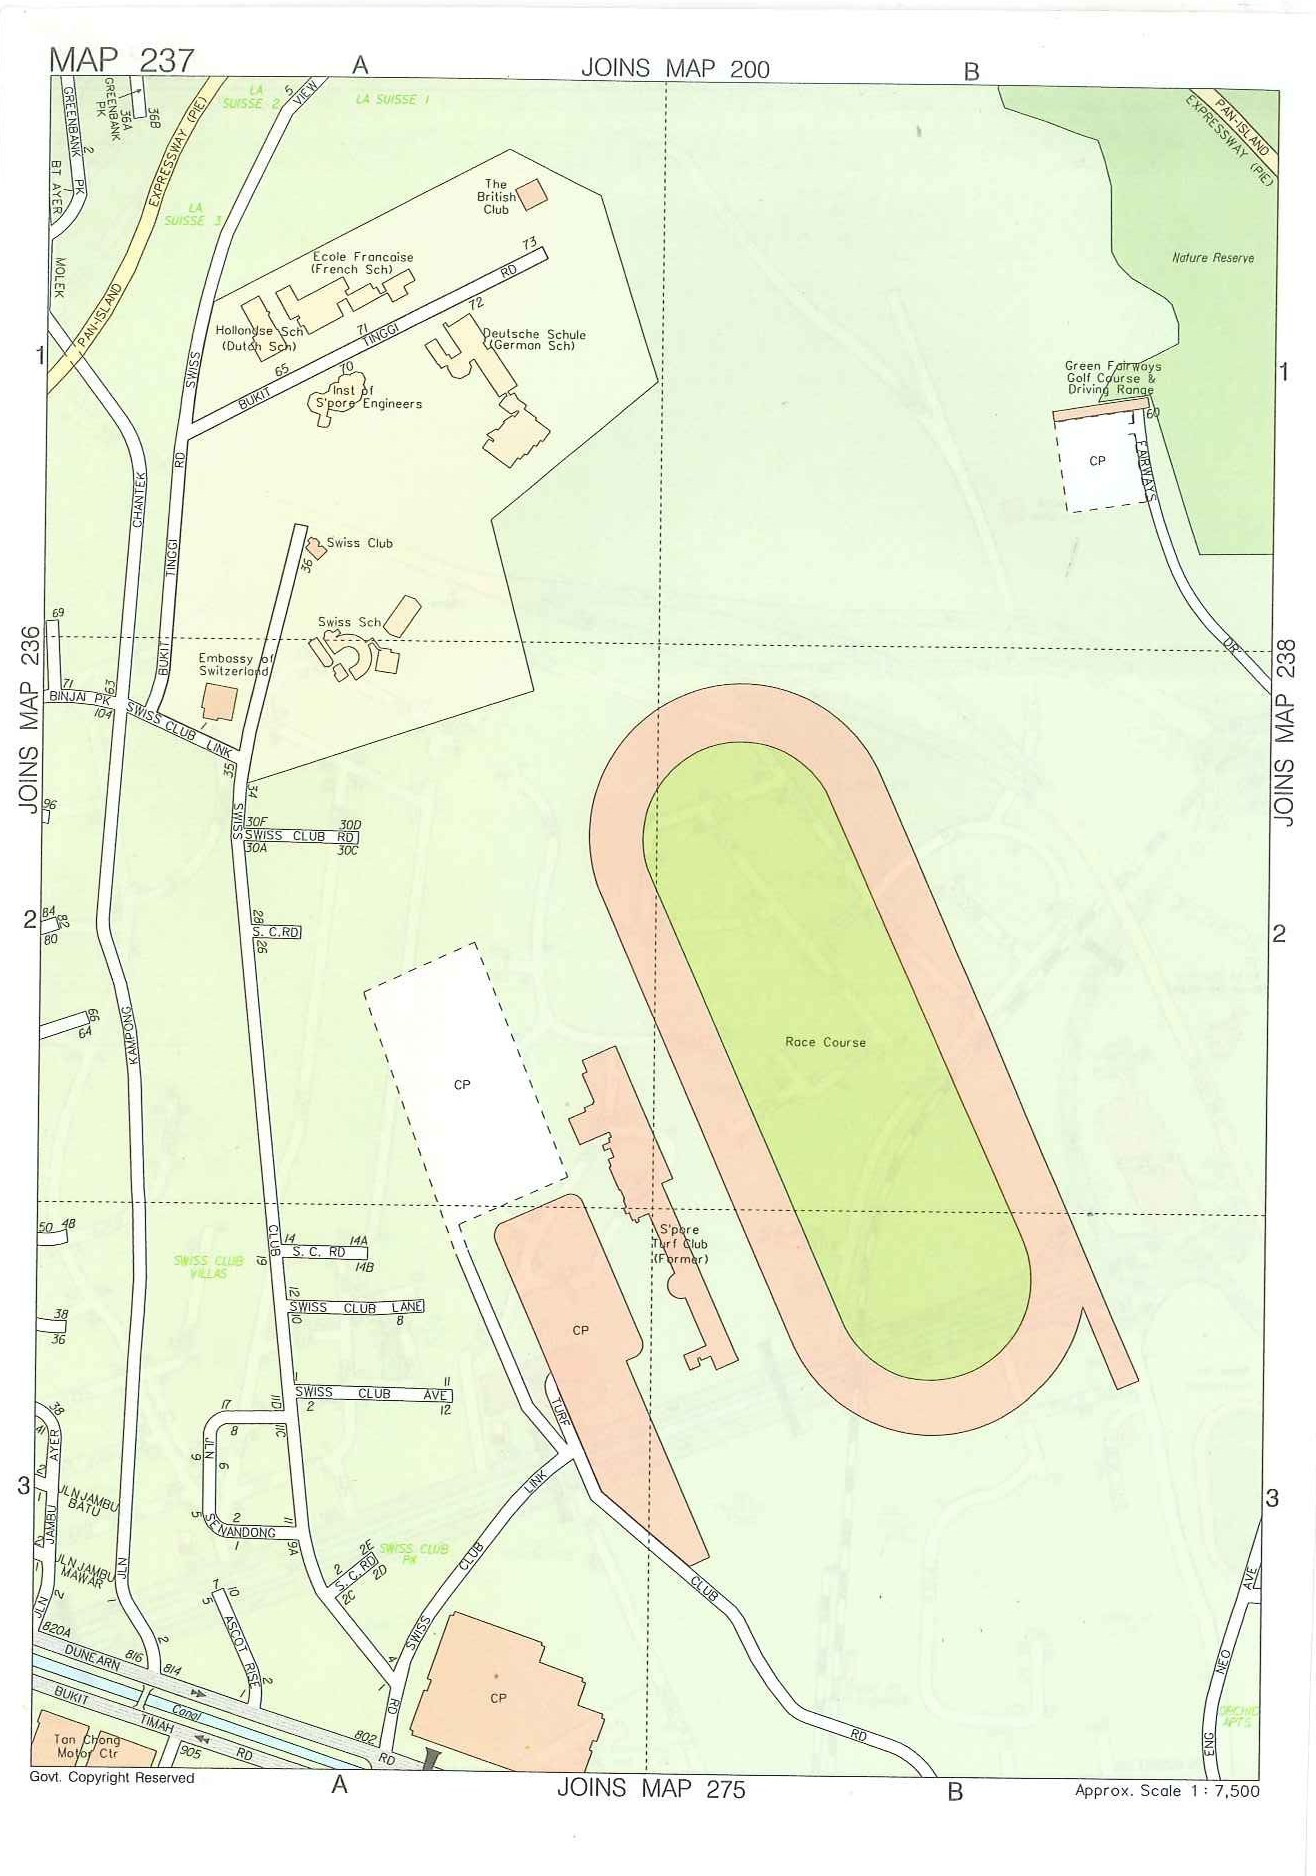 MAP 237
A
JOINS MAP 200
B
GREENBANK PK
2
1
GREENBANK
PK
36A
36B
BT AYER
MOLEK
EXPRESSWAY (PIE)
PAN-ISLAND
LA
SUISSE 2
5
VIEW
LA SUISSE 1
LA
SUISSE 3
PAN-ISLAND
EXPRESSWAY (PIE)
Nature Reserve
The
British
Club
73
RD
72
Ecole Francaise
(French Sch)
Hollandse Sch
(Dutch Sch)
71
TINGGI
70
65
BUKIT
Deutsche Schule
(German Sch)
Inst of
S'pore Engineers
1
1
SWISS
RD
TINGGI
BUKIT
CHANTEK
Green Fairways
Golf Course &
Driving Range
60
CP
FAIRWAYS
DR
Swiss Club
36
Swiss Sch
Embassy of
Switzerland
69
JOINS MAP 236
JOINS MAP 238
71
BINJAI PK
63
104
SWISS CLUB LINK
35
34
96
SWISS
30F
30D
SWISS CLUB RD
30A
30C
2
2
84
82
80
28
S. C.RD
26
66
64
KAMPONG
CP
Race Course
CLUB
50
48
14
14A
S. C. RD
14B
19
SWISS CLUB
VILLAS
12
SWISS CLUB LANE
10
8
S'pore
Turf Club
(Former)
CP
38
36
1
11
SWISS CLUB AVE
2
12
TURF
17
11D
8
11C
JLN
9
6
5
2
SENANDONG
1
11
9A
3
3
38
41
AYER
2
1
JLN JAMBU
BATU
JAMBU
2
1
JLN JAMBU
MAWAR
JLN
2
JLN
1
2
2
2E
S. C. RD
2D
2C
SWISS CLUB
PK
LINK
CLUB
SWISS
CLUB
RD
7
10
5
ASCOT RISE
2
1
4
1
RD
820A
DUNEARN
816
814
802
RD
Canal
BUKIT
TIMAH
RD
905
Tan Chong
Motor Ctr
CP
AVE
NEO
ENG
ORCHID
APTS
Govt. Copyright Reserved
A
JOINS MAP 275
B
Approx. Scale 1 : 7,500